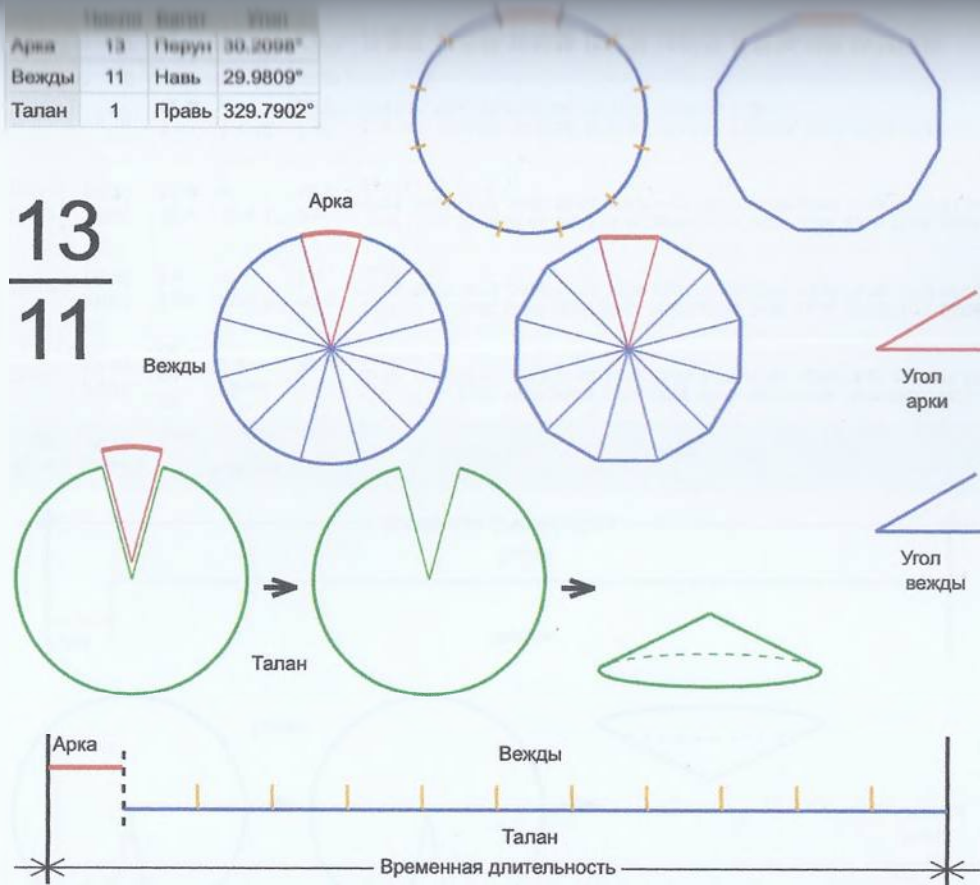 Арка 13 Перун 30.2098°
Вежды 11 Навь 29.9809°
Талан 1 Правь 329.7902°
13
11
Арка
Вежды
Угол
арки
Угол
вежды
Талан
Арка
Вежды
Талан
Временная длительность